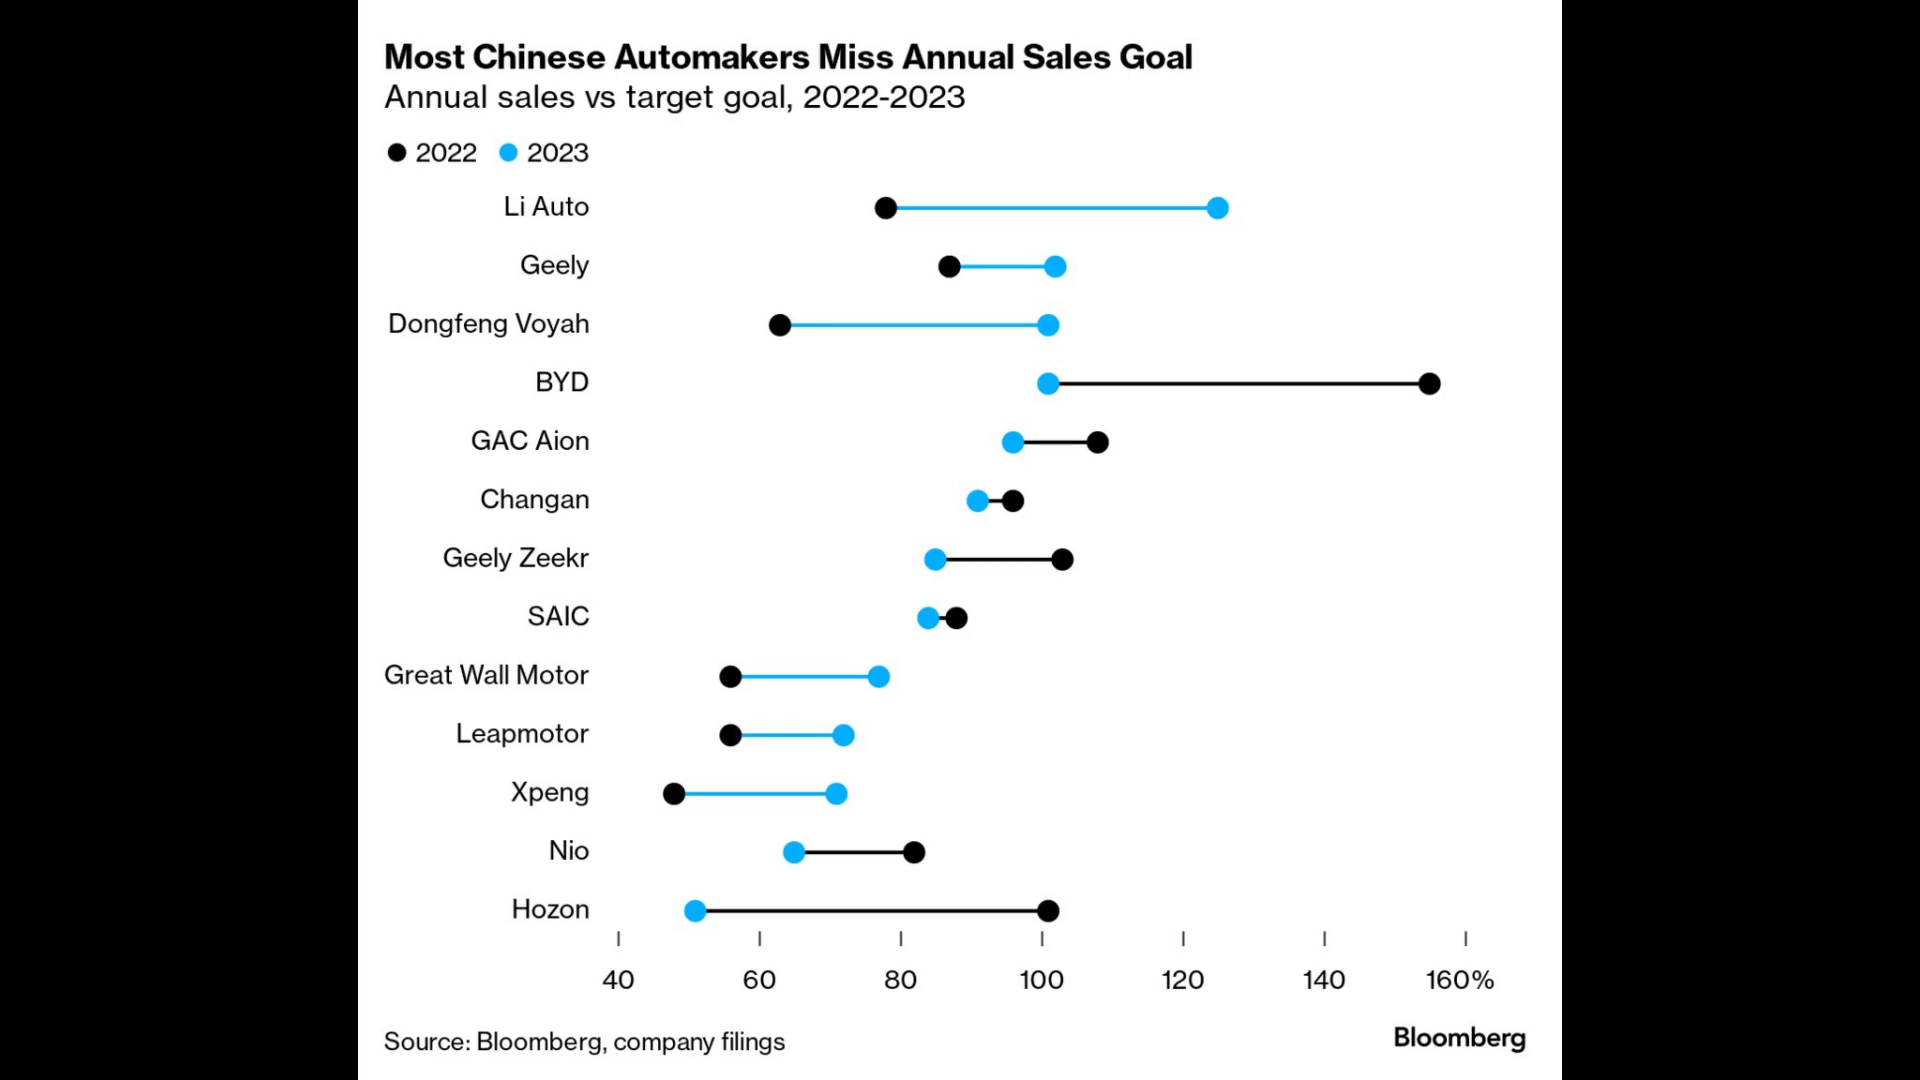 Most Chinese Automakers Miss Annual Sales Goal
Annual sales vs target goal, 2022-2023
2022 2023
Li Auto
Geely
Dongfeng Voyah
BYD
GAC Aion
Changan
Geely Zeekr
SAIC
Great Wall Motor
Leapmotor
Xpeng
Nio
Hozon
40 60 80 100 120 140 160%
Source: Bloomberg, company filings
Bloomberg